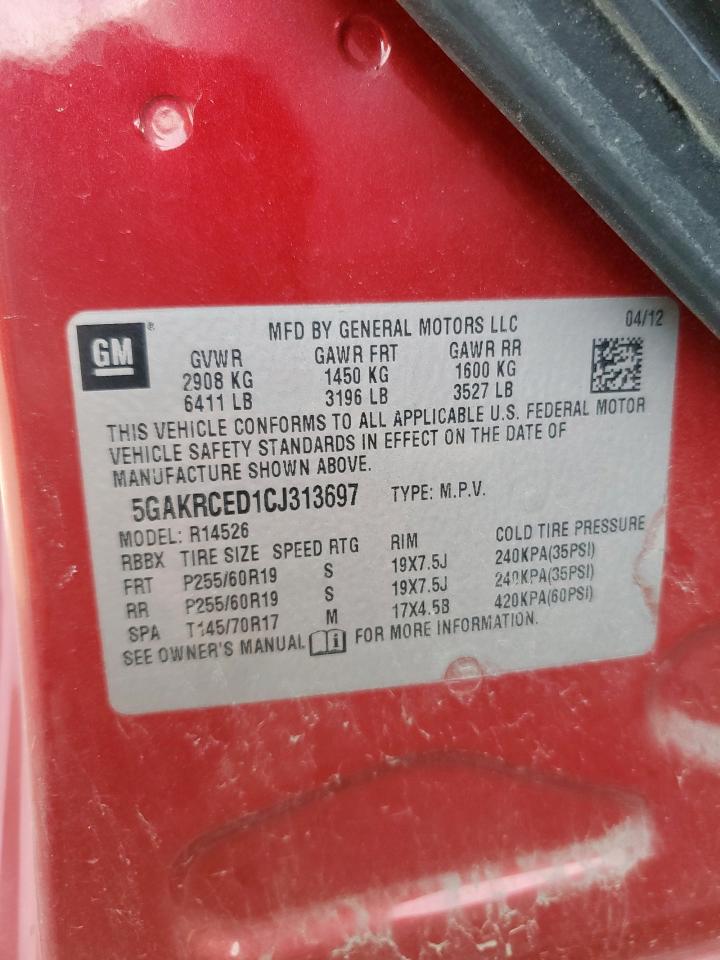 GM ®
MFD BY GENERAL MOTORS LLC 04/12
GVWR GAWR FRT GAWR RR
2908 KG 1450 KG 1600 KG
6411 LB 3196 LB 3527 LB
THIS VEHICLE CONFORMS TO ALL APPLICABLE U.S. FEDERAL MOTOR
VEHICLE SAFETY STANDARDS IN EFFECT ON THE DATE OF
MANUFACTURE SHOWN ABOVE.
5GAKRCED1CJ313697 TYPE: M.P.V.
MODEL: R14526
RBBX TIRE SIZE SPEED RTG RIM COLD TIRE PRESSURE
FRT P255/60R19 S 19X7.5J 240KPA(35PSI)
RR P255/60R19 S 19X7.5J 240KPA(35PSI)
SPA T145/70R17 M 17X4.5B 420KPA(60PSI)
SEE OWNER'S MANUAL i FOR MORE INFORMATION.